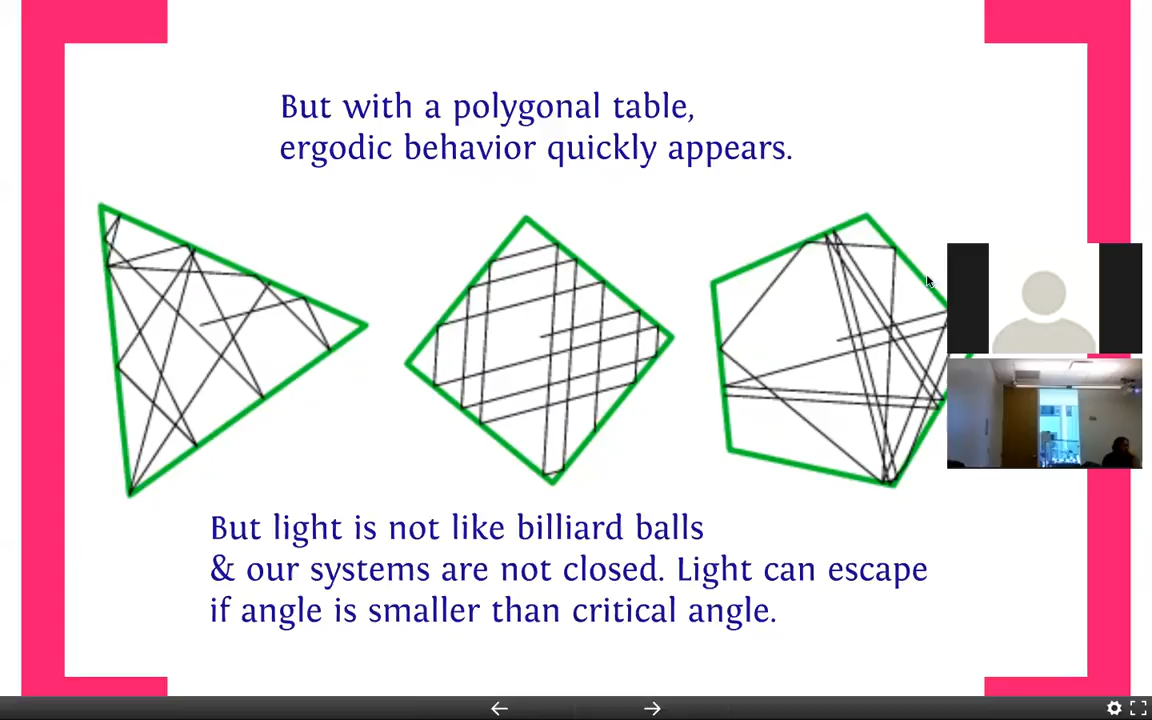 But with a polygonal table,
ergodic behavior quickly appears.
But light is not like billiard balls
& our systems are not closed. Light can escape
if angle is smaller than critical angle.